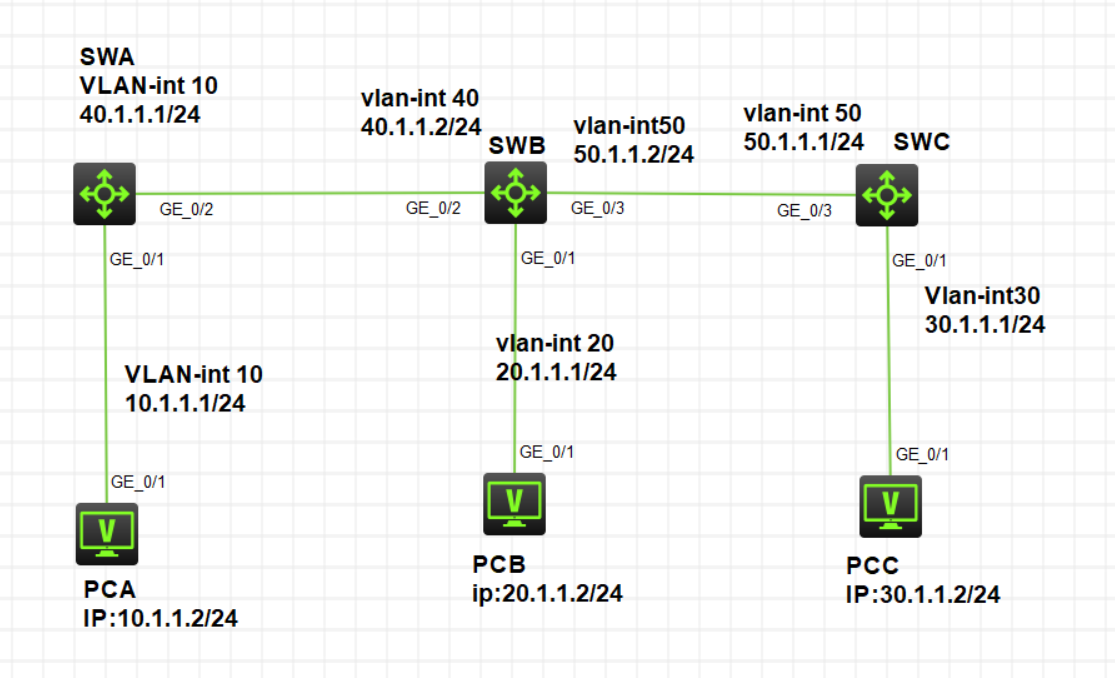 SWA
VLAN-int 10
40.1.1.1/24
vlan-int 40
40.1.1.2/24
SWB
vlan-int50
50.1.1.2/24
vlan-int 50
50.1.1.1/24
SWC
GE_0/2
GE_0/2
GE_0/3
GE_0/3
GE_0/1
GE_0/1
GE_0/1
Vlan-int30
30.1.1.1/24
vlan-int 20
20.1.1.1/24
VLAN-int 10
10.1.1.1/24
GE_0/1
GE_0/1
GE_0/1
V
V
V
PCA
IP:10.1.1.2/24
PCB
ip:20.1.1.2/24
PCC
IP:30.1.1.2/24